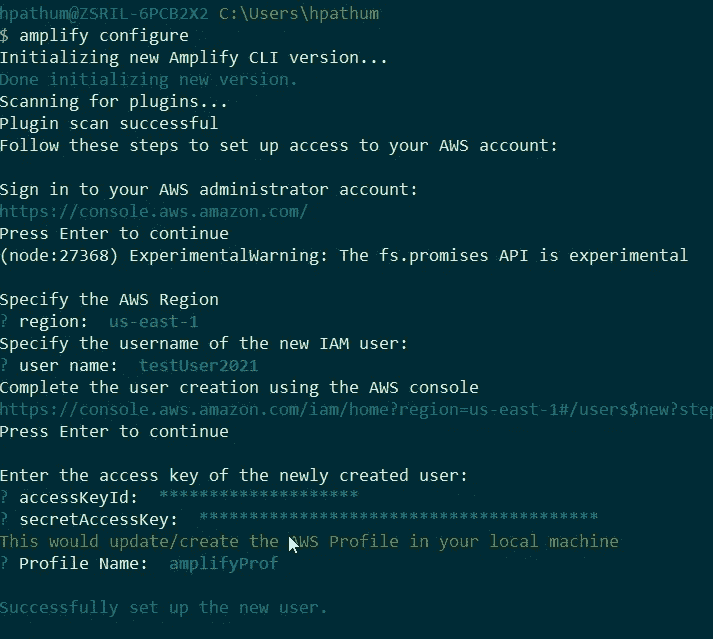 hpathum@ZSRIL-6PCB2X2 C:\Users\hpathum
$ amplify configure
Initializing new Amplify CLI version...
Done initializing new version.
Scanning for plugins...
Plugin scan successful
Follow these steps to set up access to your AWS account:
Sign in to your AWS administrator account:
https://console.aws.amazon.com/
Press Enter to continue
(node:27368) ExperimentalWarning: The fs.promises API is experimental
Specify the AWS Region
? region:  us-east-1
Specify the username of the new IAM user:
? user name:  testUser2021
Complete the user creation using the AWS console
https://console.aws.amazon.com/iam/home?region=us-east-1#/users$new?step
Press Enter to continue
Enter the access key of the newly created user:
? accessKeyId:  ********************
? secretAccessKey:  ****************************************
This would update/create the AWS Profile in your local machine
? Profile Name:  amplifyProf
Successfully set up the new user.